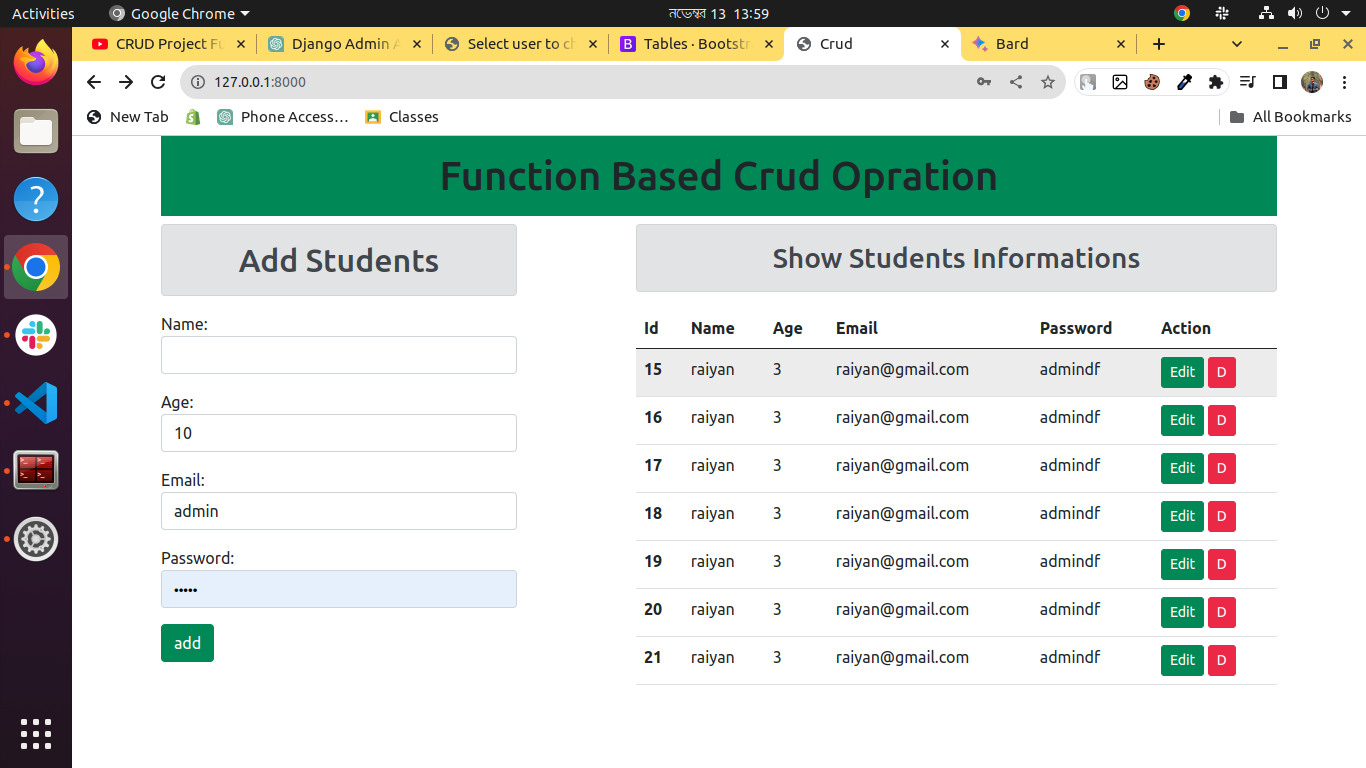 Activities Google Chrome নভেম্বর 13 13:59
CRUD Project Fu Django Admin A Select user to ch Tables · Bootstr Crud Bard
127.0.0.1:8000
New Tab Phone Access… Classes All Bookmarks
Function Based Crud Opration
Add Students
Name:
Age:
10
Email:
admin
Password:
•••••
add
Show Students Informations
Id Name Age Email Password Action
15 raiyan 3 raiyan@gmail.com admindf Edit D
16 raiyan 3 raiyan@gmail.com admindf Edit D
17 raiyan 3 raiyan@gmail.com admindf Edit D
18 raiyan 3 raiyan@gmail.com admindf Edit D
19 raiyan 3 raiyan@gmail.com admindf Edit D
20 raiyan 3 raiyan@gmail.com admindf Edit D
21 raiyan 3 raiyan@gmail.com admindf Edit D